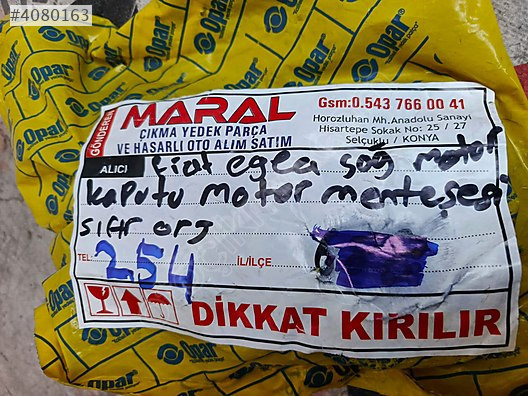 #4080163
Opar
GÖNDEREN
MARAL
ÇIKMA YEDEK PARÇA
VE HASARLI OTO ALIM SATIM
Gsm:0.543 766 00 41
Horozluhan Mh. Anadolu Sanayi
Hisartepe Sokak No: 25 / 27
Selçuklu / KONYA
ALICI
fiat egea sağ motor
kaputu motor menteşesi
sıfır org
TEL:
254
İL/İLÇE
DİKKAT KIRILIR